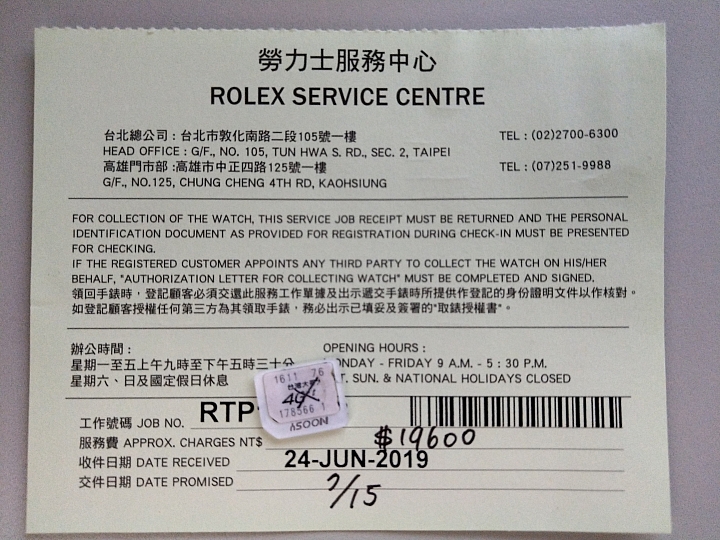 勞力士服務中心
ROLEX SERVICE CENTRE
台北總公司 : 台北市敦化南路二段105號一樓 TEL : (02)2700-6300
HEAD OFFICE : G/F., NO. 105, TUN HWA S. RD., SEC. 2, TAIPEI
高雄門市部 :高雄市中正四路125號一樓 TEL : (07)251-9988
G/F., NO.125, CHUNG CHENG 4TH RD, KAOHSIUNG
FOR COLLECTION OF THE WATCH, THIS SERVICE JOB RECEIPT MUST BE RETURNED AND THE PERSONAL
IDENTIFICATION DOCUMENT AS PROVIDED FOR REGISTRATION DURING CHECK-IN MUST BE PRESENTED
FOR CHECKING.
IF THE REGISTERED CUSTOMER APPOINTS ANY THIRD PARTY TO COLLECT THE WATCH ON HIS/HER
BEHALF, "AUTHORIZATION LETTER FOR COLLECTING WATCH" MUST BE COMPLETED AND SIGNED.
領回手錶時，登記顧客必須交還此服務工作單據及出示遞交手錶時所提供作登記的身份證明文件以作核對。
如登記顧客授權任何第三方為其領取手錶，務必出示已填妥及簽署的"取錶授權書"。
辦公時間 : OPENING HOURS :
星期一至五上午九時至下午五時三十分 MONDAY - FRIDAY 9 A.M. - 5 : 30 P.M.
星期六、日及國定假日休息 T. SUN. & NATIONAL HOLIDAYS CLOSED
1611 76
台灣大哥大
4G
178566 1
NOOSY
工作號碼 JOB NO. RTP
服務費 APPROX. CHARGES NT$ $19600
收件日期 DATE RECEIVED 24-JUN-2019
交件日期 DATE PROMISED 7/15